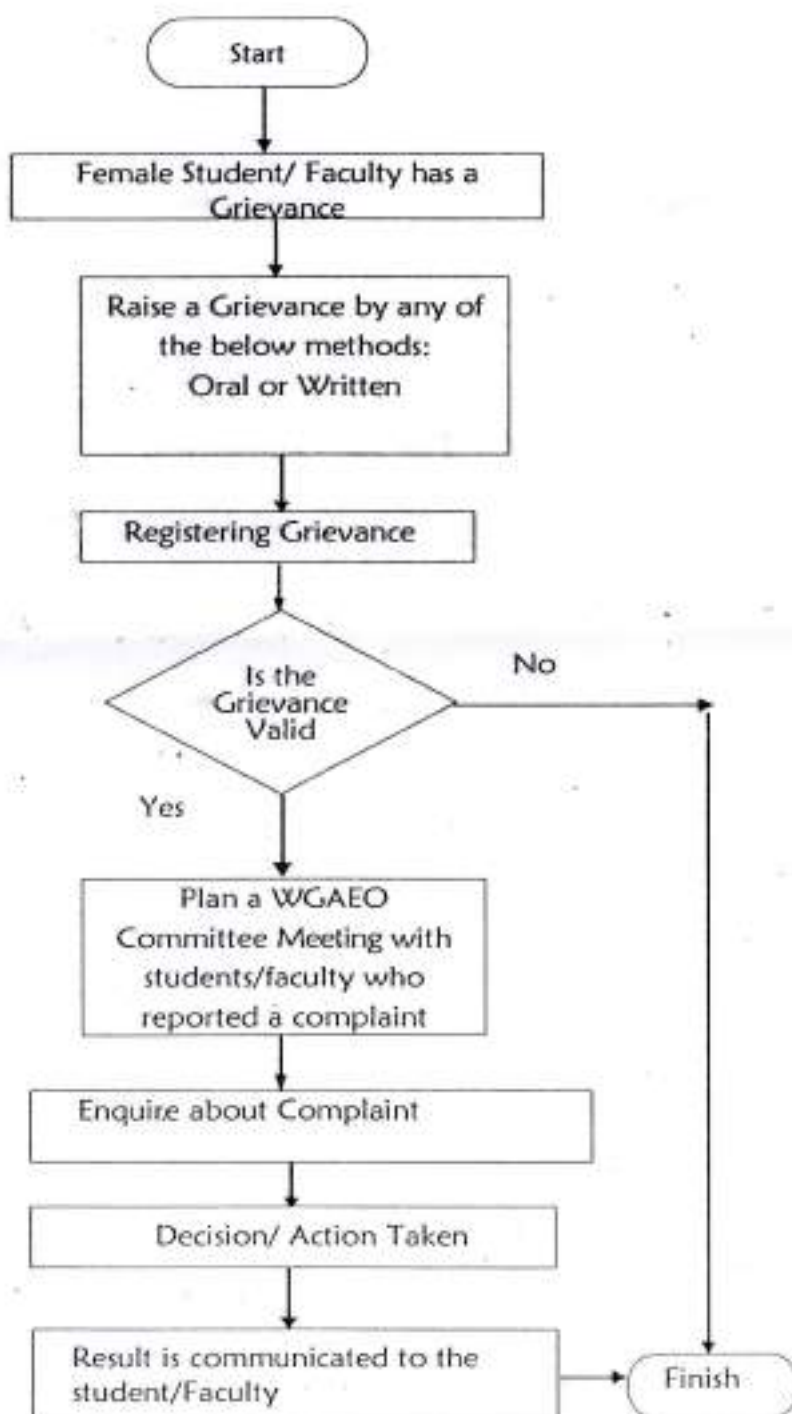 Start
Female Student/ Faculty has a
Grievance
Raise a Grievance by any of
the below methods:
Oral or Written
Registering Grievance
Is the
Grievance
Valid
No
Yes
Plan a WGAEO
Committee Meeting with
students/faculty who
reported a complaint
Enquire about Complaint
Decision/ Action Taken
Result is communicated to the
student/Faculty
Finish